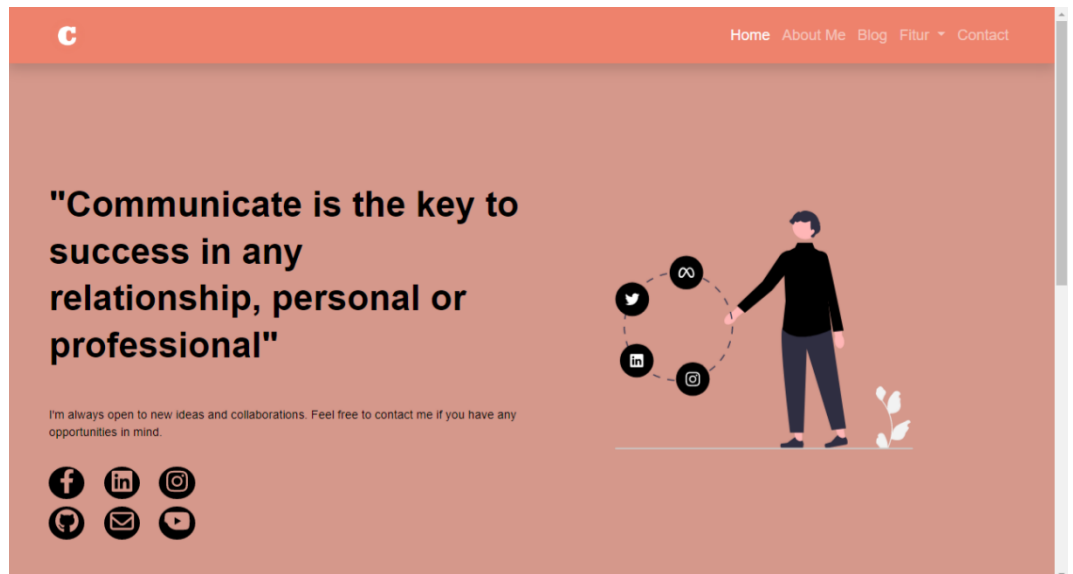 C
Home About Me Blog Fitur Contact
"Communicate is the key to
success in any
relationship, personal or
professional"
I'm always open to new ideas and collaborations. Feel free to contact me if you have any
opportunities in mind.